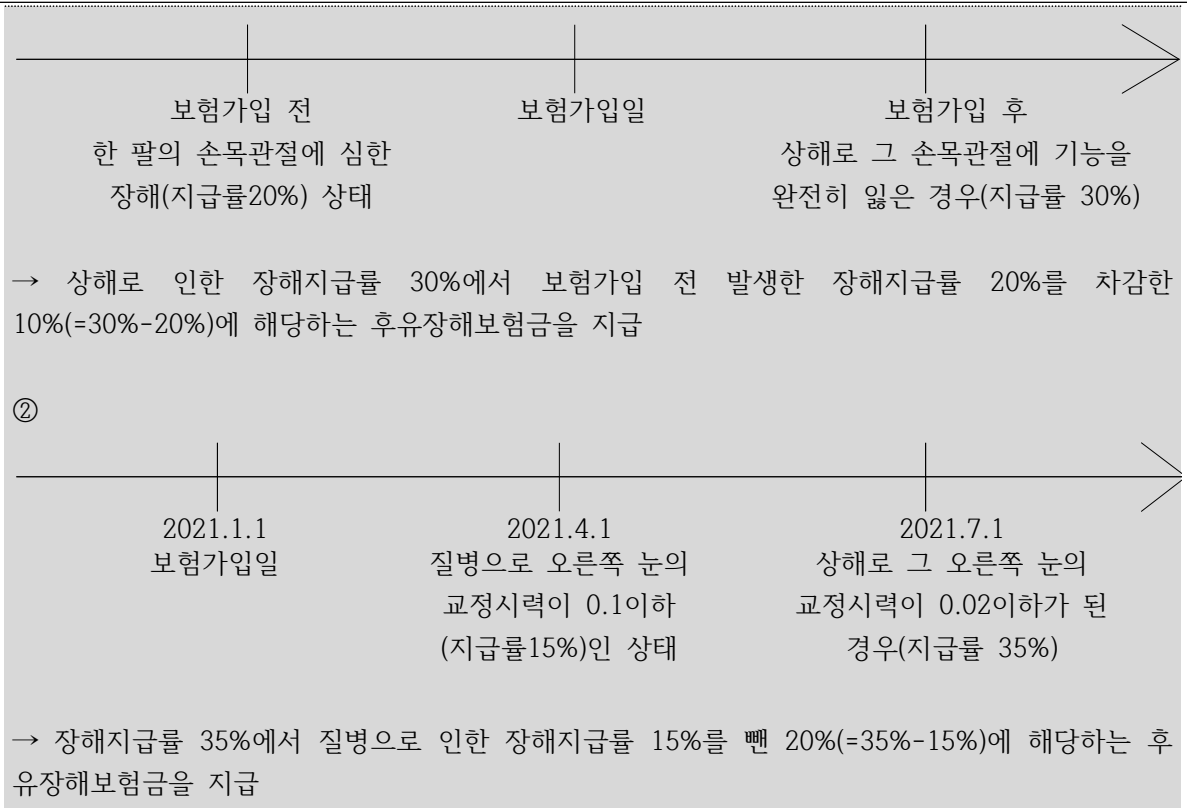 보험가입 전 보험가입일 보험가입 후
한 팔의 손목관절에 심한 상해로 그 손목관절에 기능을
장해(지급률20%) 상태 완전히 잃은 경우(지급률 30%)
→ 상해로 인한 장해지급률 30%에서 보험가입 전 발생한 장해지급률 20%를 차감한
10%(=30%-20%)에 해당하는 후유장해보험금을 지급
②
2021.1.1 2021.4.1 2021.7.1
보험가입일 질병으로 오른쪽 눈의 상해로 그 오른쪽 눈의
교정시력이 0.1이하 교정시력이 0.02이하가 된
(지급률15%)인 상태 경우(지급률 35%)
→ 장해지급률 35%에서 질병으로 인한 장해지급률 15%를 뺀 20%(=35%-15%)에 해당하는 후
유장해보험금을 지급